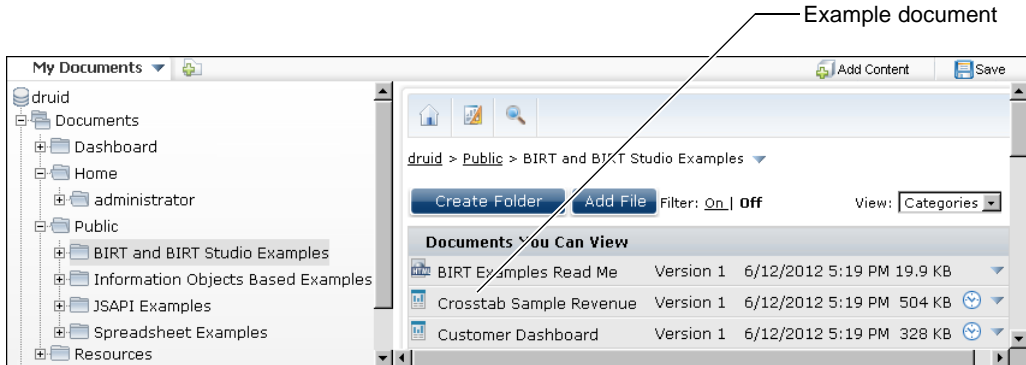 Example document
My Documents
Add Content
Save
druid
Documents
Dashboard
Home
administrator
Public
BIRT and BIRT Studio Examples
Information Objects Based Examples
JSAPI Examples
Spreadsheet Examples
Resources
druid > Public > BIRT and BIRT Studio Examples
Create Folder Add File Filter: On | Off View: Categories
Documents You Can View
BIRT Examples Read Me Version 1 6/12/2012 5:19 PM 19.9 KB
Crosstab Sample Revenue Version 1 6/12/2012 5:19 PM 504 KB
Customer Dashboard Version 1 6/12/2012 5:19 PM 328 KB